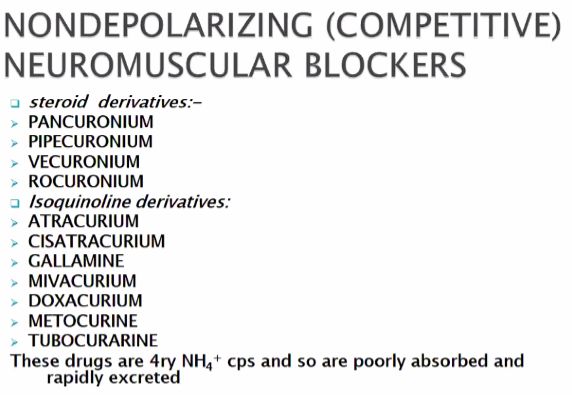 NONDEPOLARIZING (COMPETITIVE)
NEUROMUSCULAR BLOCKERS
steroid derivatives:-
PANCURONIUM
PIPECURONIUM
VECURONIUM
ROCURONIUM
Isoquinoline derivatives:
ATRACURIUM
CISATRACURIUM
GALLAMINE
MIVACURIUM
DOXACURIUM
METOCURINE
TUBOCURARINE
These drugs are 4ry NH₄⁺ cps and so are poorly absorbed and
rapidly excreted